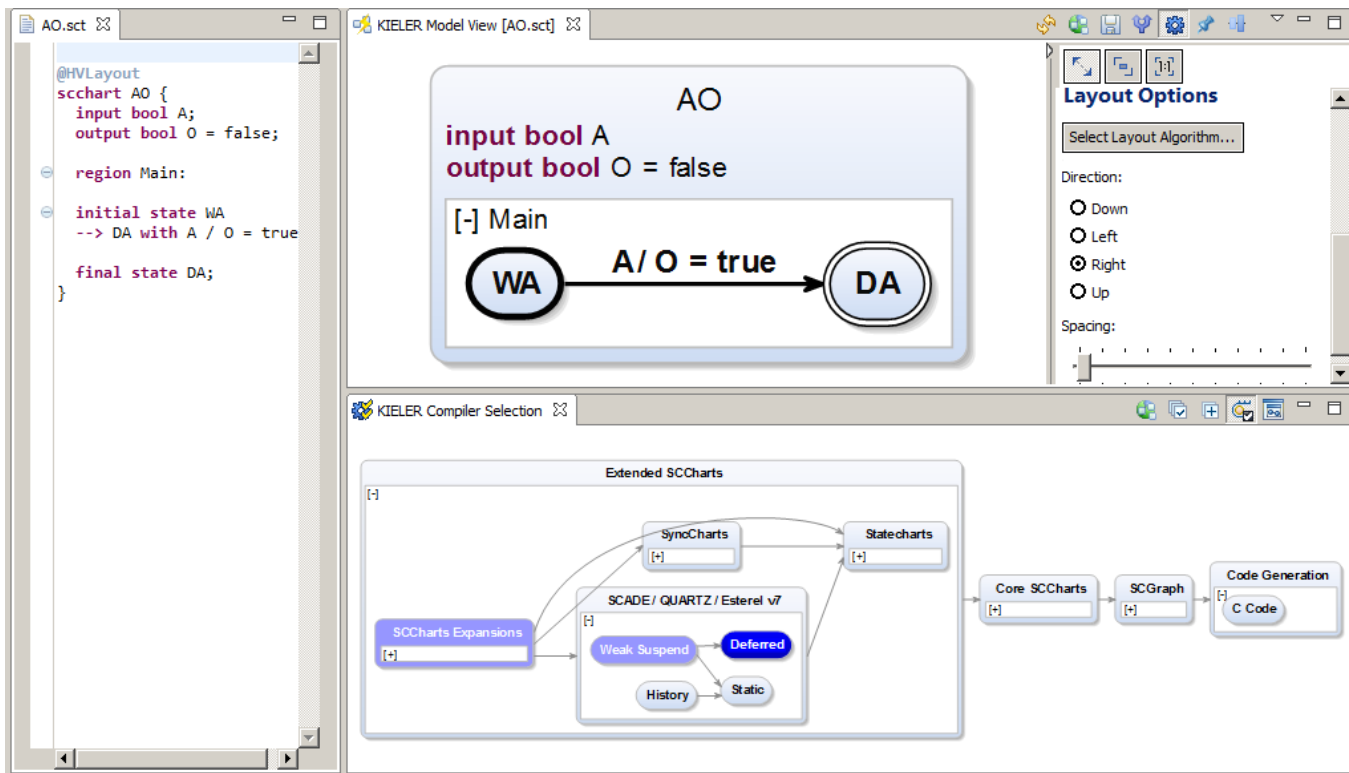 AO.sct
@HVLayout
scchart AO {
input bool A;
output bool O = false;
region Main:
initial state WA
--> DA with A / O = true
final state DA;
}
KIELER Model View [AO.sct]
AO
input bool A
output bool O = false
[-] Main
WA
A/ O = true
DA
Layout Options
Select Layout Algorithm...
Direction:
Down
Left
Right
Up
Spacing:
KIELER Compiler Selection
Extended SCCharts
[-]
SyncCharts
[+]
Statecharts
[+]
SCCharts Expansions
[+]
SCADE / QUARTZ / Esterel v7
[-]
Weak Suspend
Deferred
History
Static
Core SCCharts
[+]
SCGraph
[+]
Code Generation
[-]
C Code